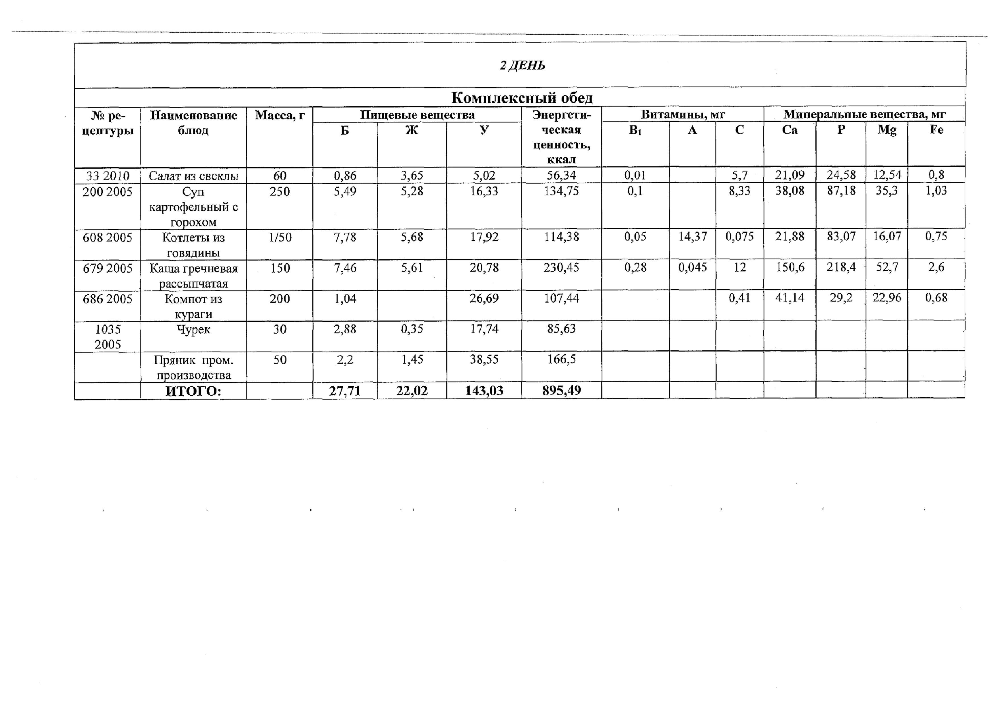 2 ДЕНЬ
Комплексный обед
№ ре-
цептуры
Наименование
блюд
Масса, г
Пищевые вещества
Энергети-
ческая
ценность,
ккал
Витамины, мг
Минеральные вещества, мг
Б Ж У B₁ A C Ca P Mg Fe
33 2010 Салат из свеклы 60 0,86 3,65 5,02 56,34 0,01 5,7 21,09 24,58 12,54 0,8
200 2005 Суп 250 5,49 5,28 16,33 134,75 0,1 8,33 38,08 87,18 35,3 1,03
картофельный с
горохом
608 2005 Котлеты из 1/50 7,78 5,68 17,92 114,38 0,05 14,37 0,075 21,88 83,07 16,07 0,75
говядины
679 2005 Каша гречневая 150 7,46 5,61 20,78 230,45 0,28 0,045 12 150,6 218,4 52,7 2,6
рассыпчатая
686 2005 Компот из 200 1,04 26,69 107,44 0,41 41,14 29,2 22,96 0,68
кураги
1035 Чурек 30 2,88 0,35 17,74 85,63
2005
Пряник пром. 50 2,2 1,45 38,55 166,5
производства
ИТОГО: 27,71 22,02 143,03 895,49